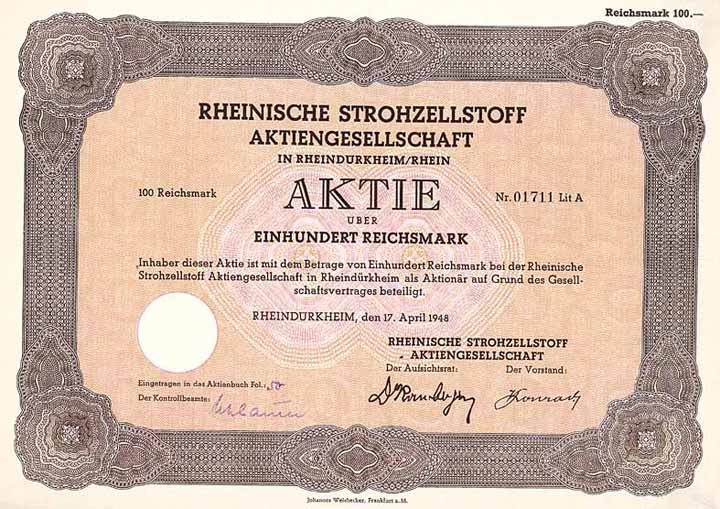 Reichsmark 100.—
RHEINISCHE STROHZELLSTOFF
AKTIENGESELLSCHAFT
IN RHEINDÜRKHEIM/RHEIN
100 Reichsmark
AKTIE
Nr. 01711 Lit A
ÜBER
EINHUNDERT REICHSMARK
Inhaber dieser Aktie ist mit dem Betrage von Einhundert Reichsmark bei der Rheinische
Strohzellstoff Aktiengesellschaft in Rheindürkheim als Aktionär auf Grund des Gesell-
schaftsvertrages beteiligt.
RHEINDÜRKHEIM, den 17. April 1948
RHEINISCHE STROHZELLSTOFF
AKTIENGESELLSCHAFT
Der Aufsichtsrat: Der Vorstand:
Eingetragen in das Aktienbuch Fol.: 50
Der Kontrollbeamte:
Konrad
Johannes Weisbecker, Frankfurt a.M.